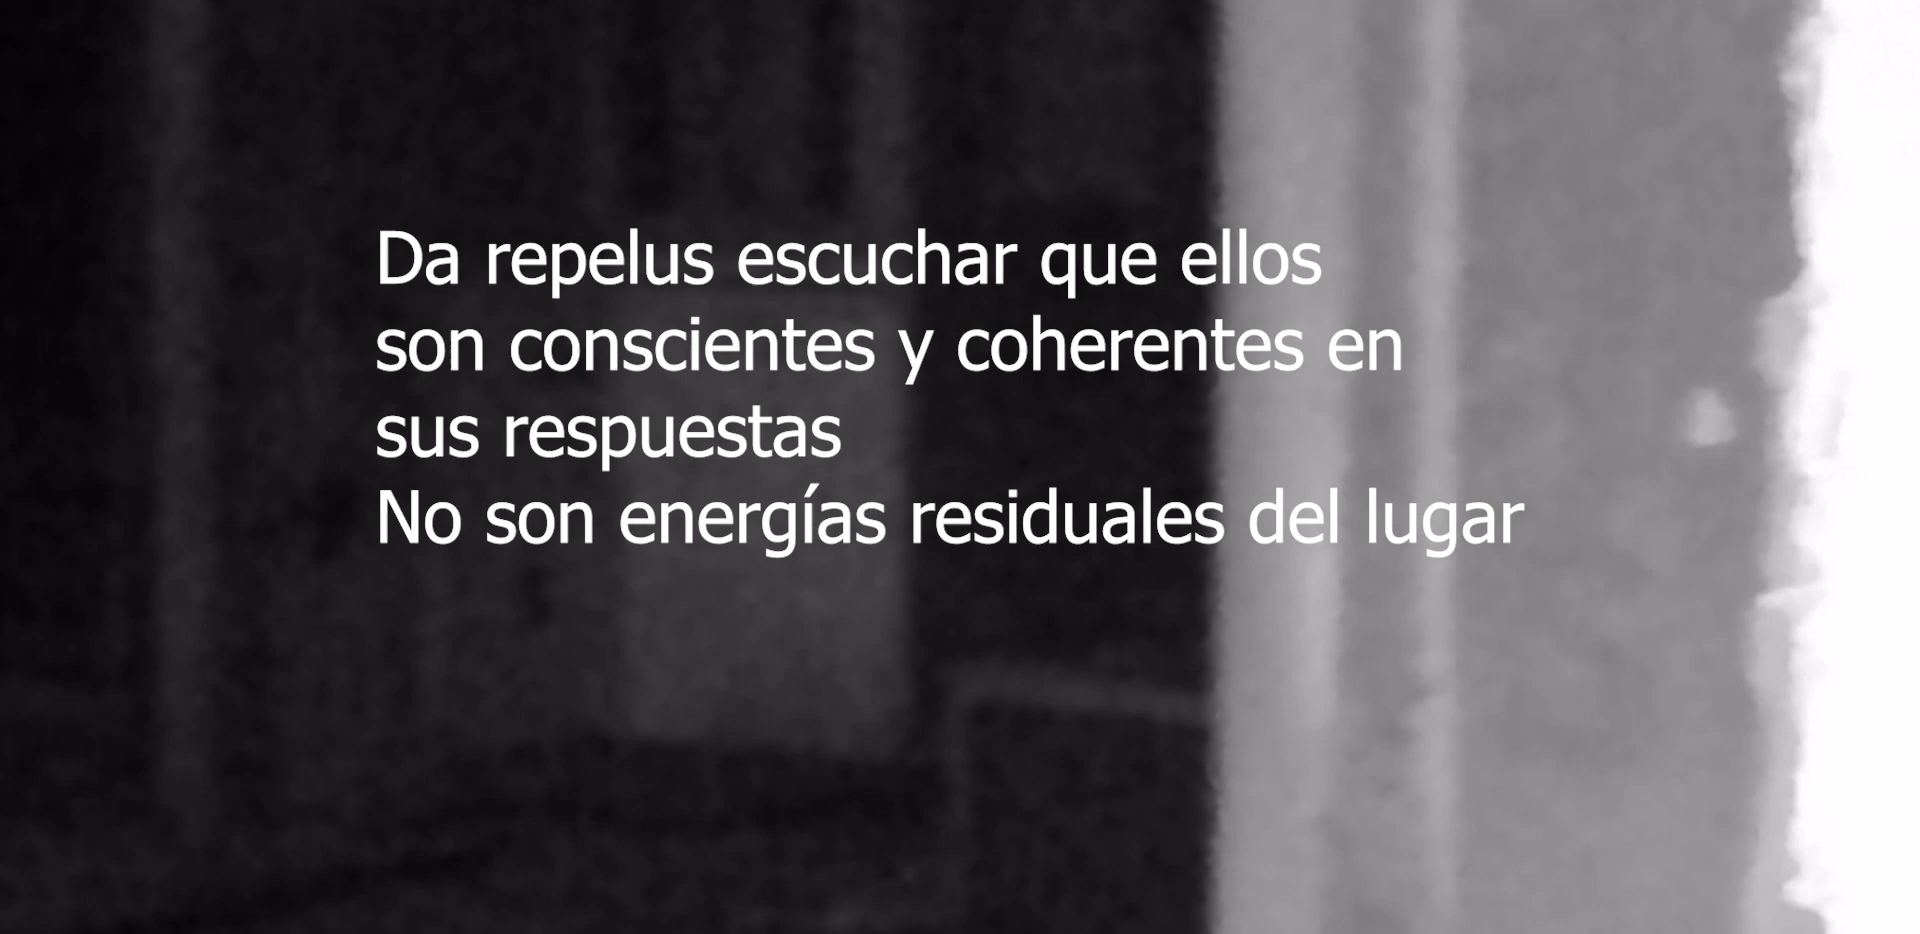 Da repelus escuchar que ellos
son conscientes y coherentes en
sus respuestas
No son energías residuales del lugar